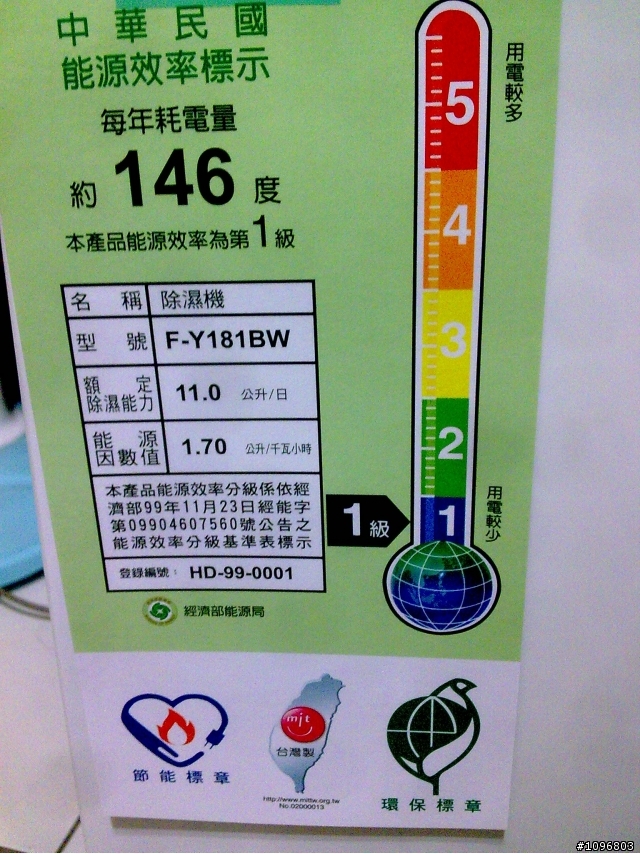 中華民國
能源效率標示
每年耗電量
約 146 度
本產品能源效率為第1級
名稱 除濕機
型號 F-Y181BW
額定除濕能力 11.0 公升/日
能源因數值 1.70 公升/千瓦小時
本產品能源效率分級係依經
濟部99年11月23日經能字
第09904607560號公告之
能源效率分級基準表標示
登錄編號： HD-99-0001
經濟部能源局
用電較多
5
4
3
2
1
用電較少
1級
節能標章
mit
台灣製
http://www.mittw.org.tw
No.02000013
環保標章
#1096803